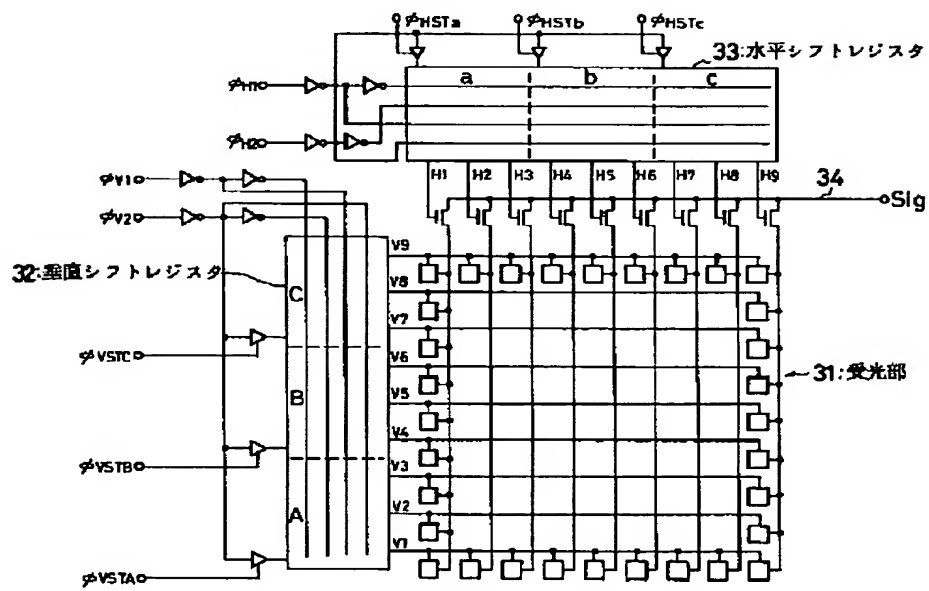 φHSTa φHSTb φHSTc
33:水平シフトレジスタ
a b c
φH1
φH2
H1 H2 H3 H4 H5 H6 H7 H8 H9
34
Sig
φV1
φV2
32:垂直シフトレジスタ
V9
V8
C
V7
φVSTC
V6
31:受光部
B
V5
V4
φVSTB
V3
A
V2
V1
φVSTA